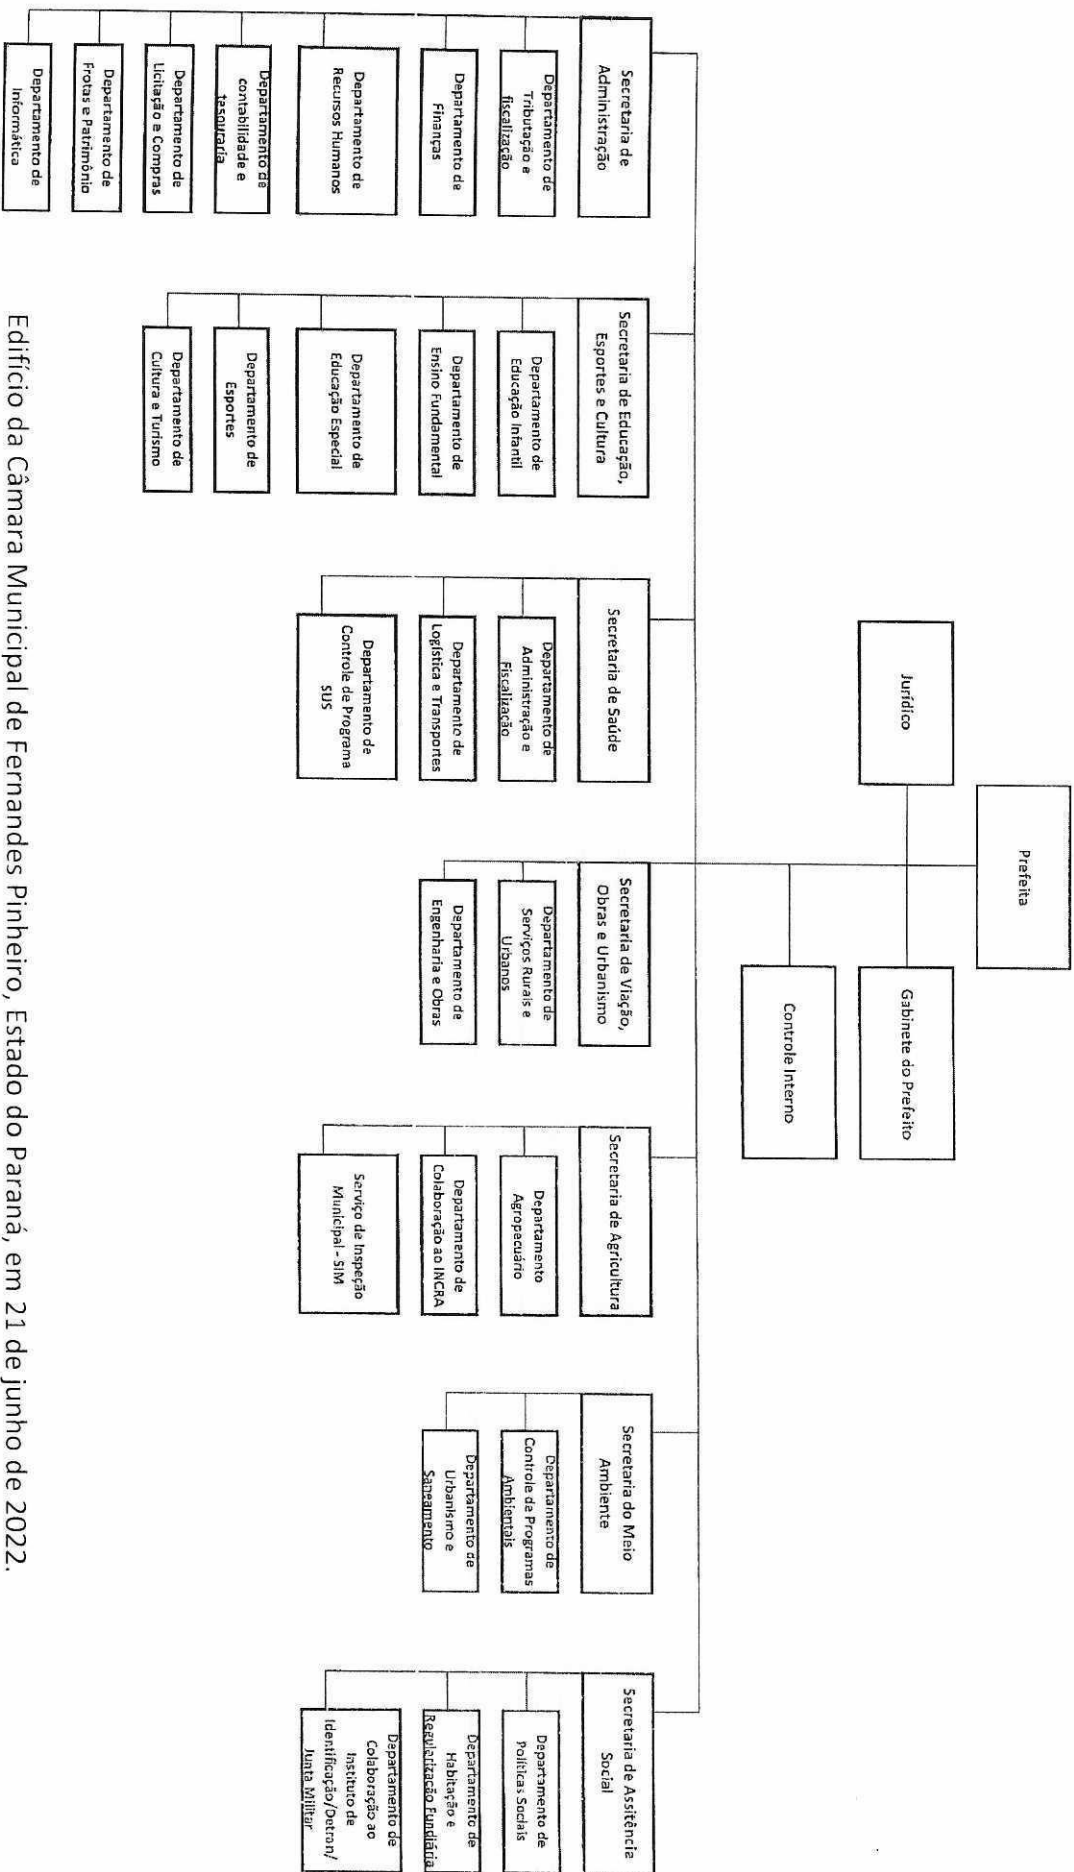 Prefeita
Jurídico
Gabinete do Prefeito
Controle Interno
Secretaria de
Administração
Departamento de
Tributação e
fiscalização
Departamento de
Finanças
Departamento de
Recursos Humanos
Departamento de
contabilidade e
tesouraria
Departamento de
Licitação e Compras
Departamento de
Frotas e Patrimônio
Departamento de
Informática
Secretaria de Educação,
Esportes e Cultura
Departamento de
Educação Infantil
Departamento de
Ensino Fundamental
Departamento de
Educação Especial
Departamento de
Esportes
Departamento de
Cultura e Turismo
Secretaria de Saúde
Departamento de
Administração e
Fiscalização
Departamento de
Logística e Transportes
Departamento de
Controle de Programa
SUS
Secretaria de Viação,
Obras e Urbanismo
Departamento de
Serviços Rurais e
Urbanos
Departamento de
Engenharia e Obras
Secretaria de Agricultura
Departamento
Agropecuário
Departamento de
Colaboração ao INCRA
Serviço de Inspeção
Municipal - SIM
Secretaria do Meio
Ambiente
Departamento de
Controle de Programas
Ambientais
Departamento de
Urbanismo e
Saneamento
Secretaria de Assitência
Social
Departamento de
Políticas Sociais
Departamento de
Habitação e
Regularização Fundiária
Departamento de
Colaboração ao
Instituto de
Identificação/Detran/
Junta Militar
Edifício da Câmara Municipal de Fernandes Pinheiro, Estado do Paraná, em 21 de junho de 2022.